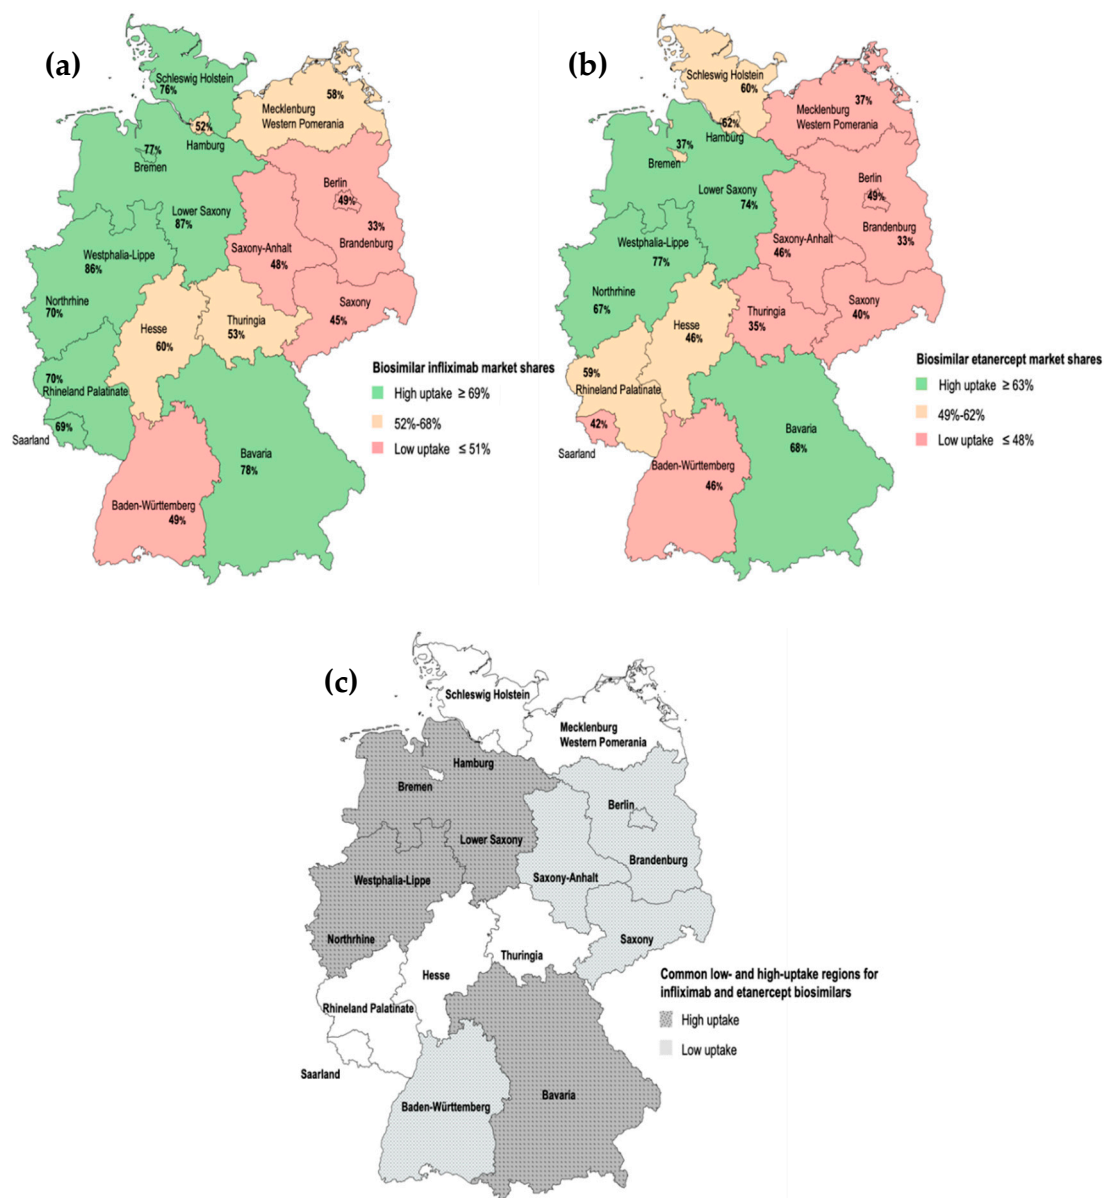 (a)
Schleswig Holstein
76%
58%
Mecklenburg
Western Pomerania
52%
Hamburg
77%
Bremen
Berlin
49%
Lower Saxony
87%
33%
Brandenburg
Westphalia-Lippe
86%
Saxony-Anhalt
48%
Northrhine
70%
Saxony
45%
Hesse
60%
Thuringia
53%
70%
Rhineland Palatinate
69%
Saarland
Bavaria
78%
Baden-Württemberg
49%
Biosimilar infliximab market shares
High uptake ≥ 69%
52%-68%
Low uptake ≤ 51%
(b)
Schleswig Holstein
60%
37%
Mecklenburg
Western Pomerania
62%
Hamburg
37%
Bremen
Berlin
49%
Lower Saxony
74%
Brandenburg
33%
Westphalia-Lippe
77%
Saxony-Anhalt
46%
Northrhine
67%
Saxony
40%
Hesse
46%
Thuringia
35%
59%
Rhineland Palatinate
42%
Saarland
Bavaria
68%
Baden-Württemberg
46%
Biosimilar etanercept market shares
High uptake ≥ 63%
49%-62%
Low uptake ≤ 48%
(c)
Schleswig Holstein
Mecklenburg
Western Pomerania
Hamburg
Bremen
Berlin
Lower Saxony
Brandenburg
Westphalia-Lippe
Saxony-Anhalt
Northrhine
Saxony
Thuringia
Hesse
Rhineland Palatinate
Saarland
Bavaria
Baden-Württemberg
Common low- and high-uptake regions for
infliximab and etanercept biosimilars
High uptake
Low uptake